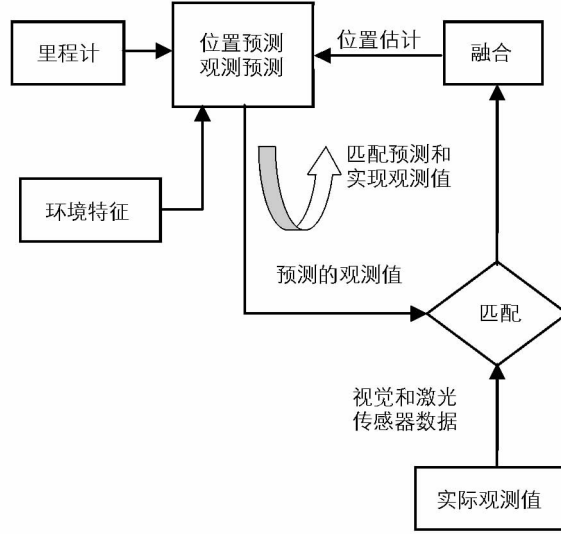 里程计
位置预测
观测预测
位置估计
融合
匹配预测和
实现观测值
环境特征
预测的观测值
匹配
视觉和激光
传感器数据
实际观测值